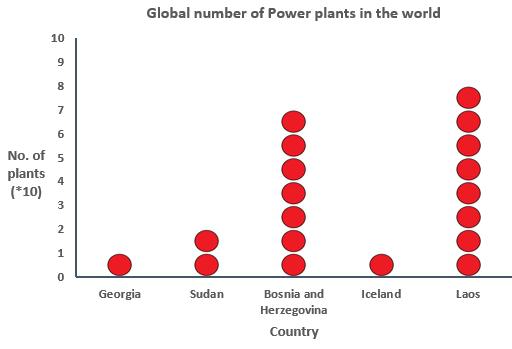 Global number of Power plants in the world
10
9
8
7
6
5
4
3
2
1
0
No. of
plants
(*10)
Georgia
Sudan
Bosnia and
Herzegovina
Iceland
Laos
Country